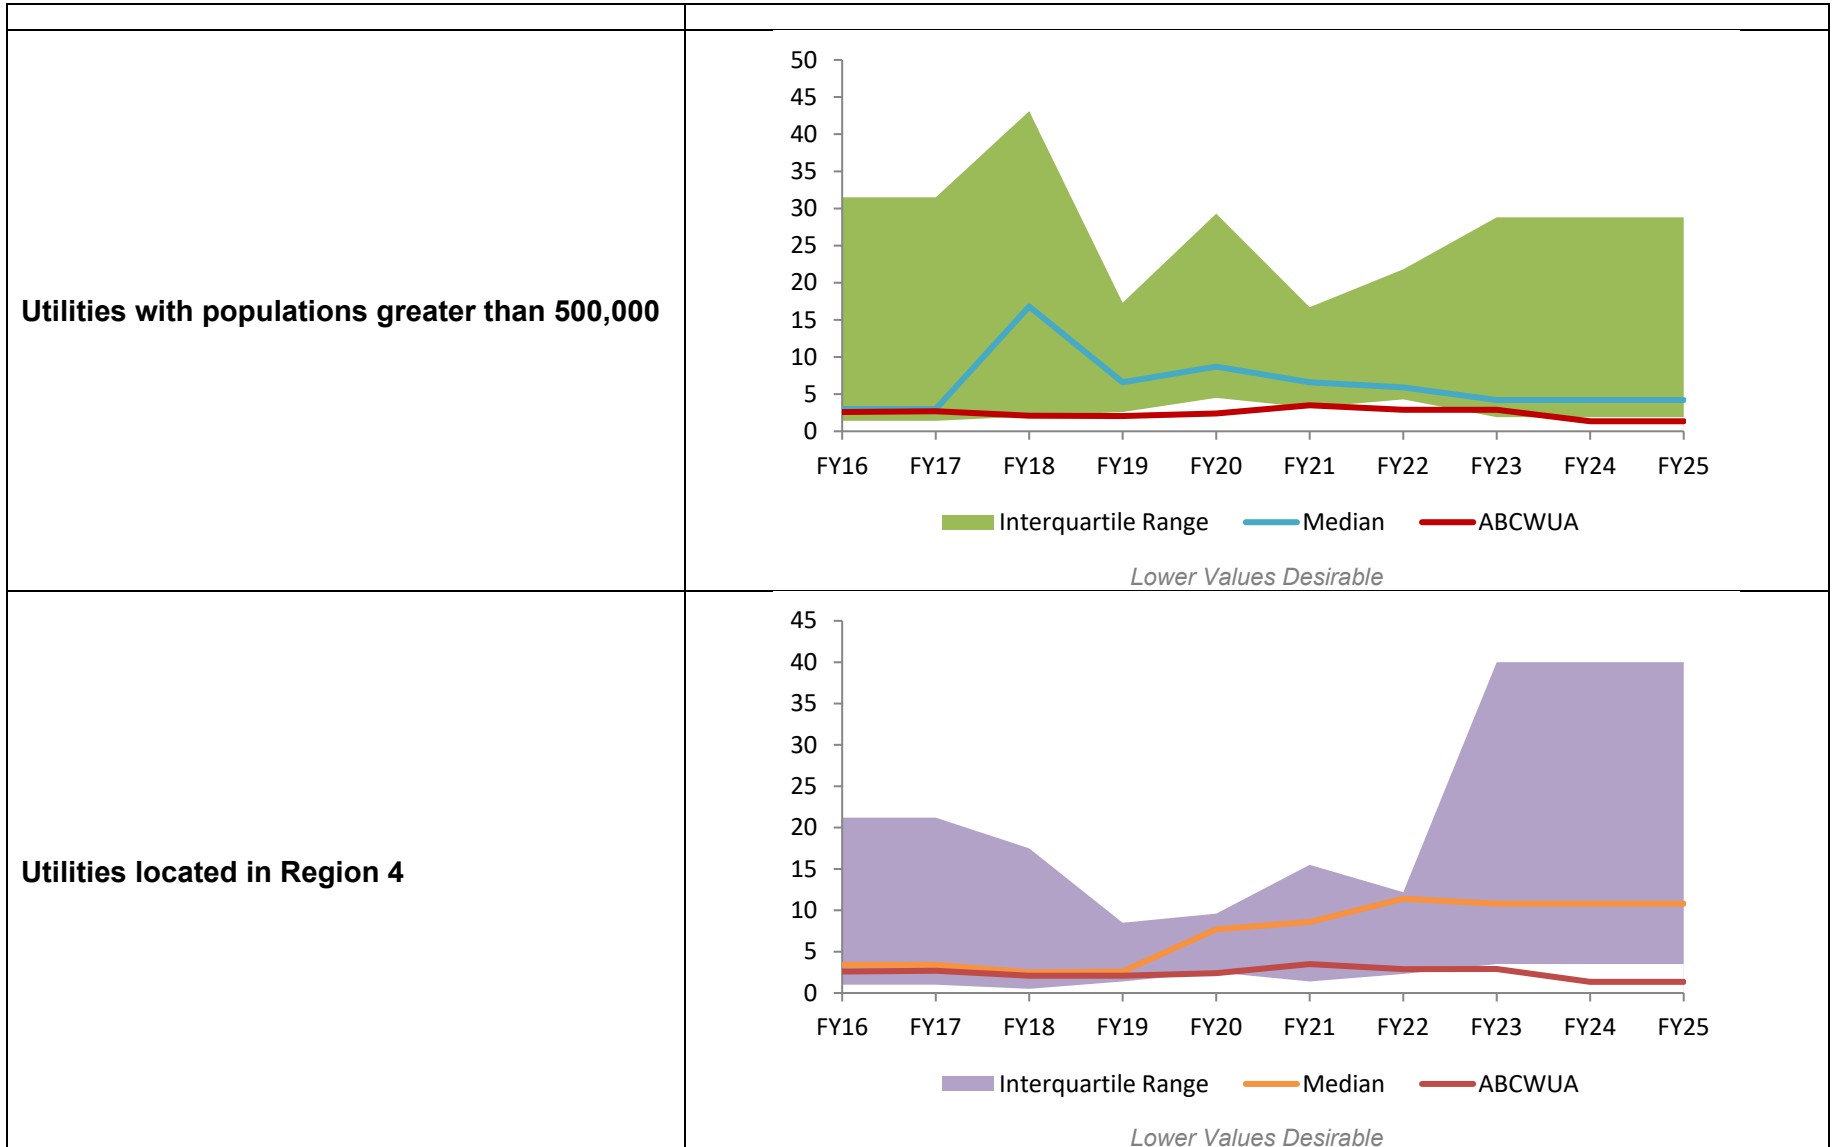 Utilities with populations greater than 500,000
50
45
40
35
30
25
20
15
10
5
0
FY16 FY17 FY18 FY19 FY20 FY21 FY22 FY23 FY24 FY25
Interquartile Range Median ABCWUA
Lower Values Desirable
Utilities located in Region 4
45
40
35
30
25
20
15
10
5
0
FY16 FY17 FY18 FY19 FY20 FY21 FY22 FY23 FY24 FY25
Interquartile Range Median ABCWUA
Lower Values Desirable